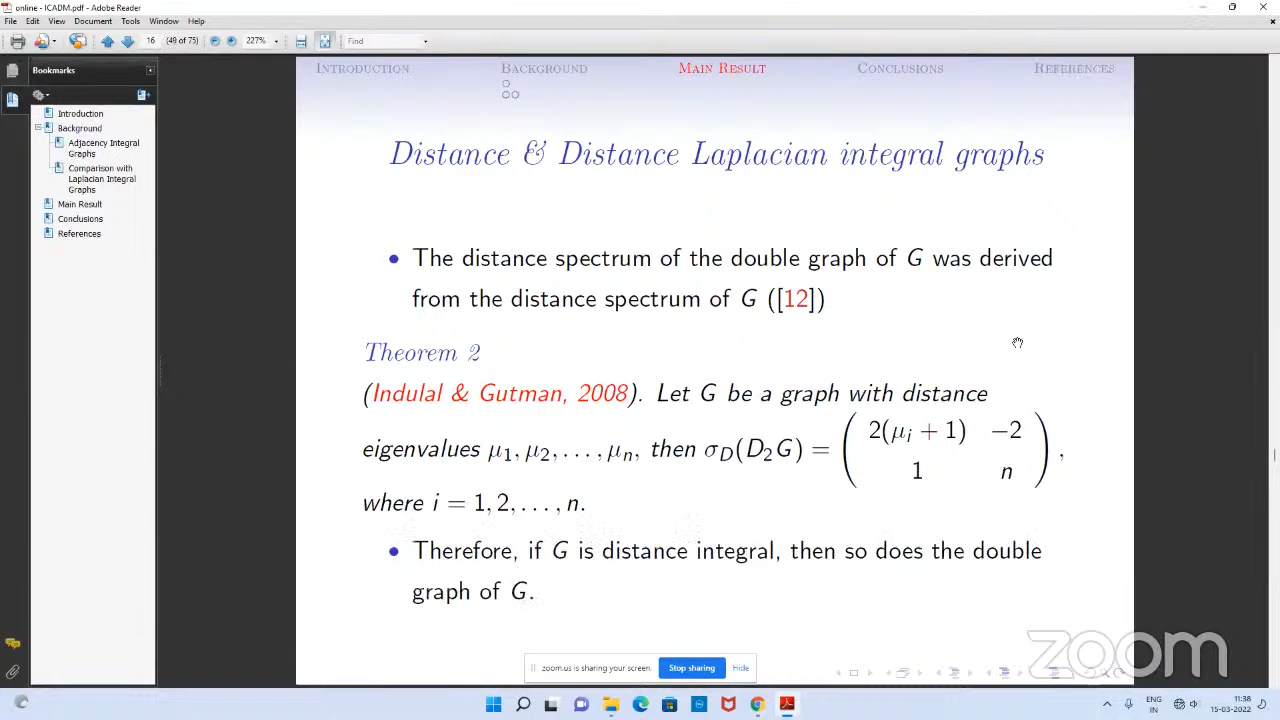 online - ICADM.pdf - Adobe Reader
File Edit View Document Tools Window Help
16 (49 of 75) 227% Find
Bookmarks
Introduction
Background
Adjacency Integral
Graphs
Comparison with
Laplacian Integral
Graphs
Main Result
Conclusions
References
INTRODUCTION BACKGROUND MAIN RESULT CONCLUSIONS REFERENCES
Distance & Distance Laplacian integral graphs
• The distance spectrum of the double graph of G was derived
from the distance spectrum of G ([12])
Theorem 2
(Indulal & Gutman, 2008). Let G be a graph with distance
eigenvalues μ₁, μ₂, . . . , μₙ, then σ_D(D₂G) = ( 2(μᵢ + 1) −2
1 n ) ,
where i = 1, 2, . . . , n.
• Therefore, if G is distance integral, then so does the double
graph of G.
zoom
zoom.us is sharing your screen. Stop sharing Hide
ENG
IN
11:38
15-03-2022